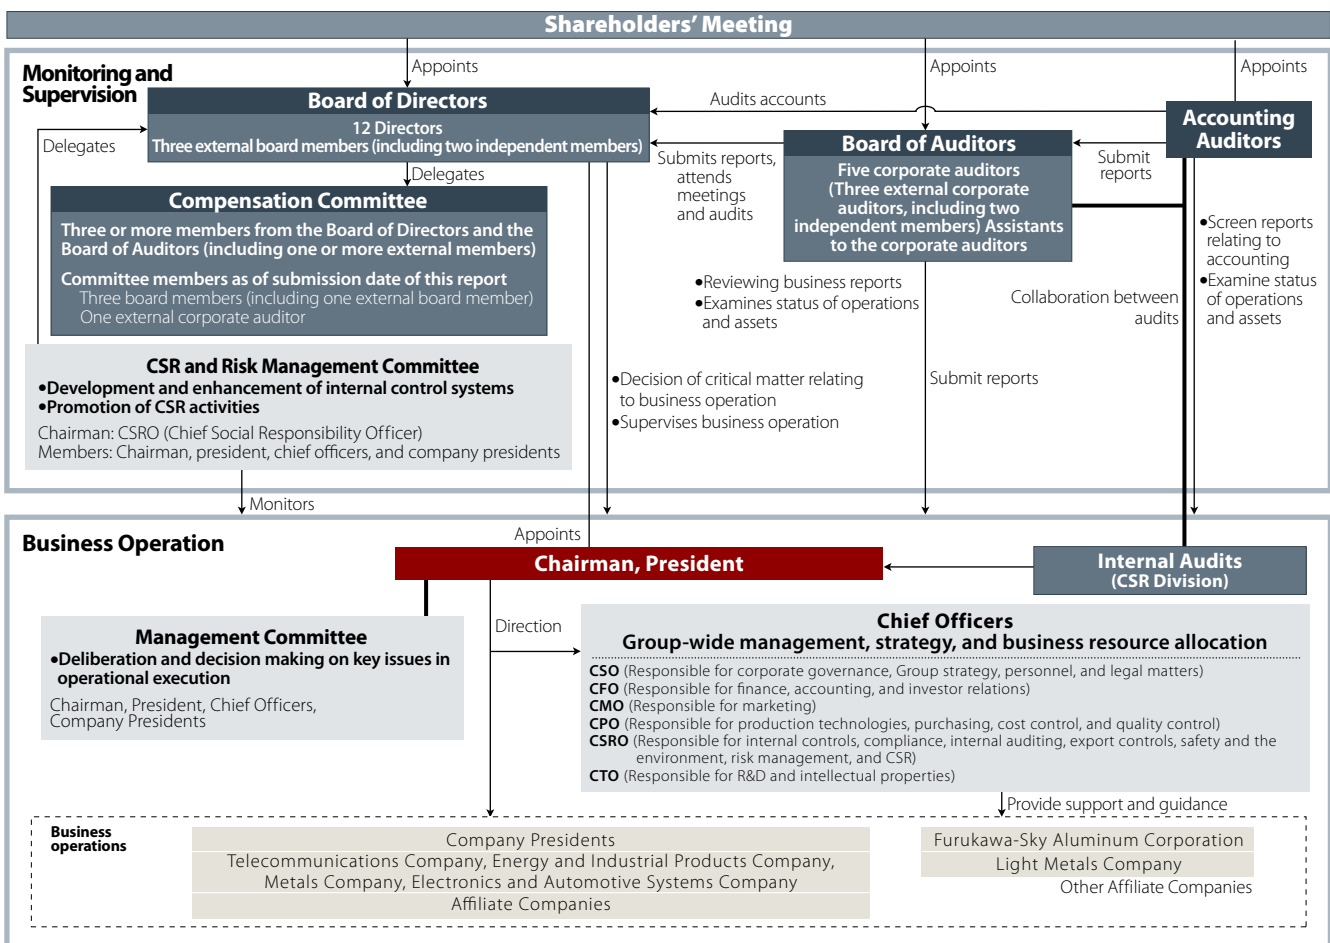 Shareholders’ Meeting
Monitoring and
Supervision
Appoints
Appoints
Appoints
Board of Directors
12 Directors
Three external board members (including two independent members)
Audits accounts
Accounting
Auditors
Delegates
Delegates
Submits reports,
attends
meetings
and audits
Board of Auditors
Five corporate auditors
(Three external corporate
auditors, including two
independent members) Assistants
to the corporate auditors
Submit
reports
Compensation Committee
Three or more members from the Board of Directors and the
Board of Auditors (including one or more external members)
Committee members as of submission date of this report
Three board members (including one external board member)
One external corporate auditor
•Reviewing business reports
•Examines status of operations
and assets
Collaboration between
audits
•Screen reports
relating to
accounting
•Examine status
of operations
and assets
CSR and Risk Management Committee
•Development and enhancement of internal control systems
•Promotion of CSR activities
Chairman: CSRO (Chief Social Responsibility Officer)
Members: Chairman, president, chief officers, and company presidents
•Decision of critical matter relating
to business operation
•Supervises business operation
Submit reports
Monitors
Business Operation
Appoints
Chairman, President
Internal Audits
(CSR Division)
Management Committee
•Deliberation and decision making on key issues in
operational execution
Chairman, President, Chief Officers,
Company Presidents
Direction
Chief Officers
Group-wide management, strategy, and business resource allocation
CSO (Responsible for corporate governance, Group strategy, personnel, and legal matters)
CFO (Responsible for finance, accounting, and investor relations)
CMO (Responsible for marketing)
CPO (Responsible for production technologies, purchasing, cost control, and quality control)
CSRO (Responsible for internal controls, compliance, internal auditing, export controls, safety and the
environment, risk management, and CSR)
CTO (Responsible for R&D and intellectual properties)
Provide support and guidance
Business
operations
Company Presidents
Telecommunications Company, Energy and Industrial Products Company,
Metals Company, Electronics and Automotive Systems Company
Affiliate Companies
Furukawa-Sky Aluminum Corporation
Light Metals Company
Other Affiliate Companies